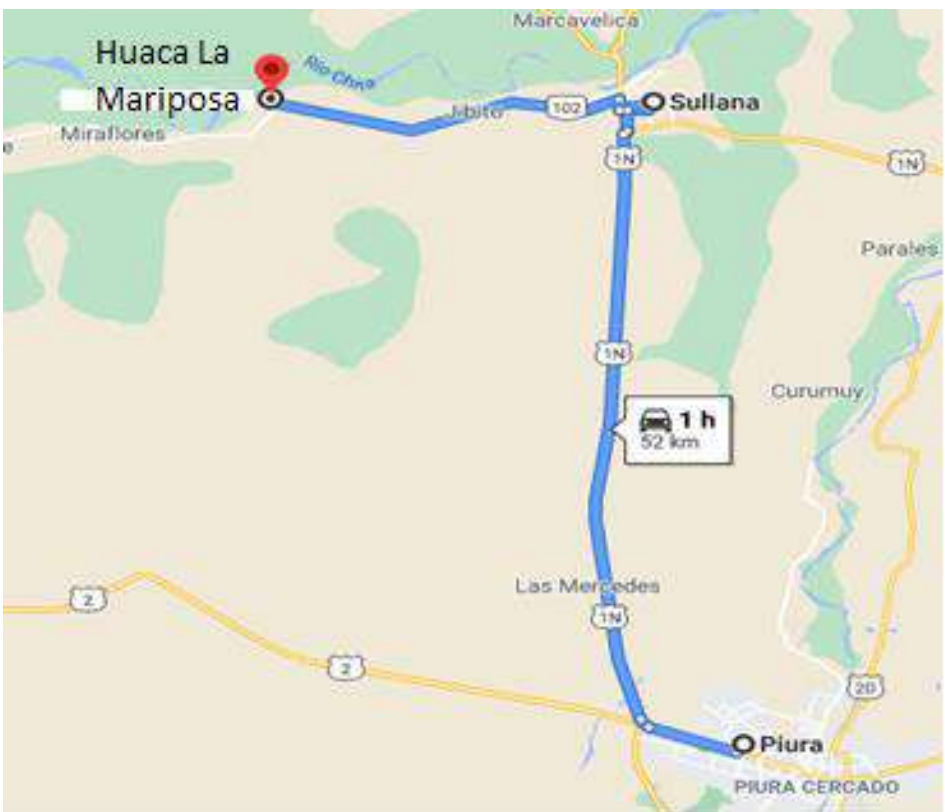 Marcavelica
Huaca La
Mariposa
Río Chira
Jibito
102
Sullana
Miraflores
e
1N
1N
Parales
1N
Curumuy
1 h
52 km
Las Mercedes
2
1N
2
20
Piura
PIURA CERCADO